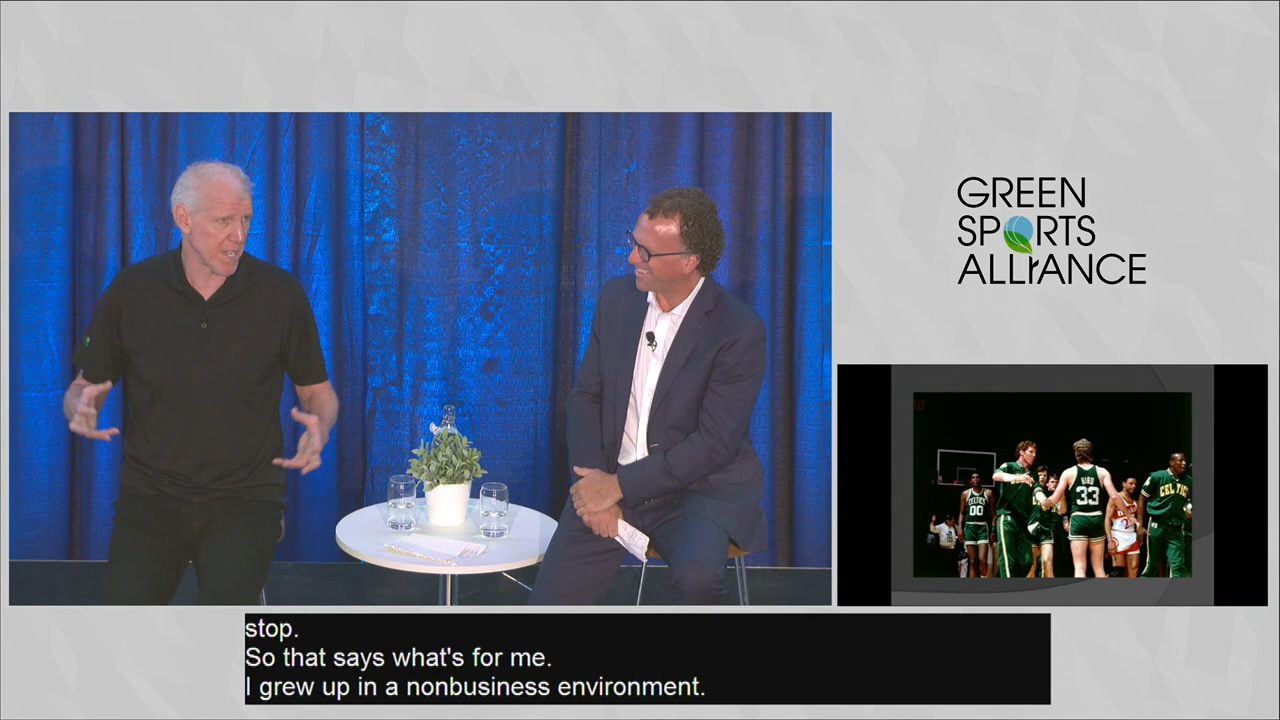 GREEN
SPORTS
ALLIANCE
CELTICS
00
BIRD
33
stop.
So that says what's for me.
I grew up in a nonbusiness environment.